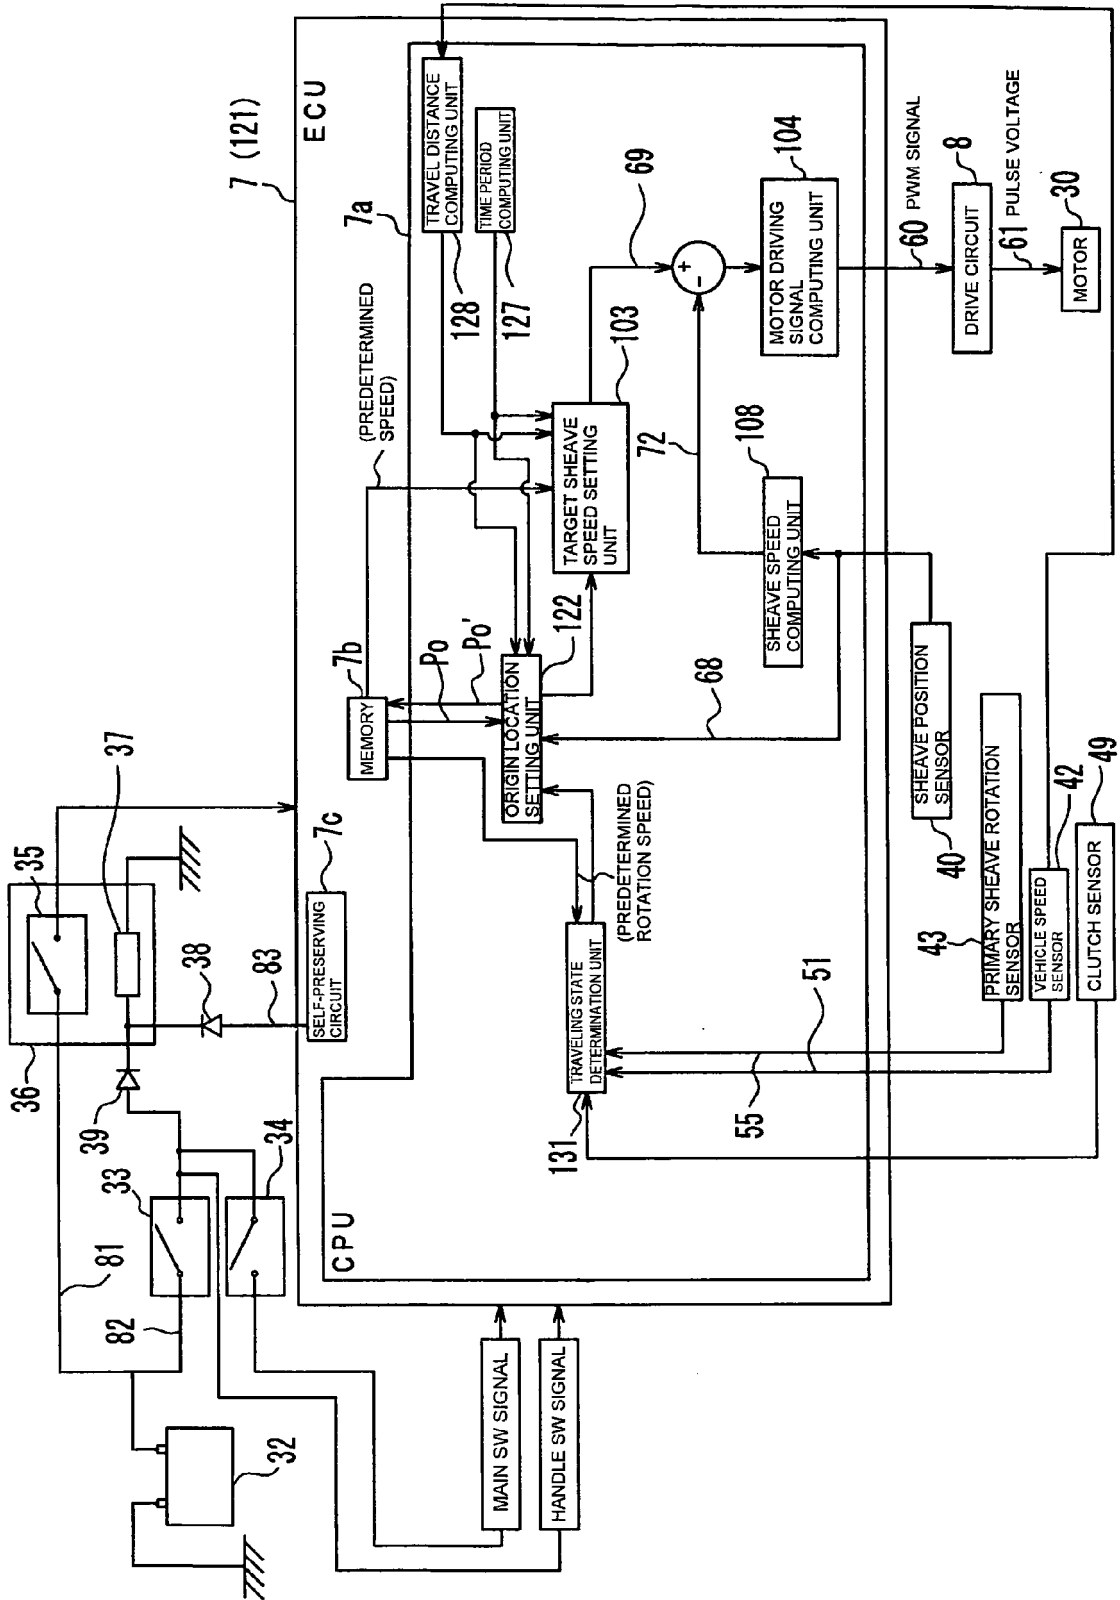 7 (121)
ECU
7a
TRAVEL DISTANCE
COMPUTING UNIT
128
TIME PERIOD
COMPUTING UNIT
127
(PREDETERMINED
SPEED)
7b
MEMORY
Po
Po'
ORIGIN LOCATION
SETTING UNIT
122
TARGET SHEAVE
SPEED SETTING
UNIT
103
69
+
-
72
MOTOR DRIVING
SIGNAL
COMPUTING UNIT
104
60
PWM SIGNAL
DRIVE CIRCUIT
8
61
PULSE VOLTAGE
MOTOR
30
SHEAVE SPEED
COMPUTING UNIT
108
68
SHEAVE POSITION
SENSOR
40
PRIMARY SHEAVE ROTATION
SENSOR
43
VEHICLE SPEED
SENSOR
42
CLUTCH SENSOR
49
(PREDETERMINED
ROTATION SPEED)
TRAVELING STATE
DETERMINATION UNIT
131
55
51
7c
SELF-PRESERVING
CIRCUIT
CPU
35
37
36
38
83
39
33
34
81
82
32
MAIN SW SIGNAL
HANDLE SW SIGNAL